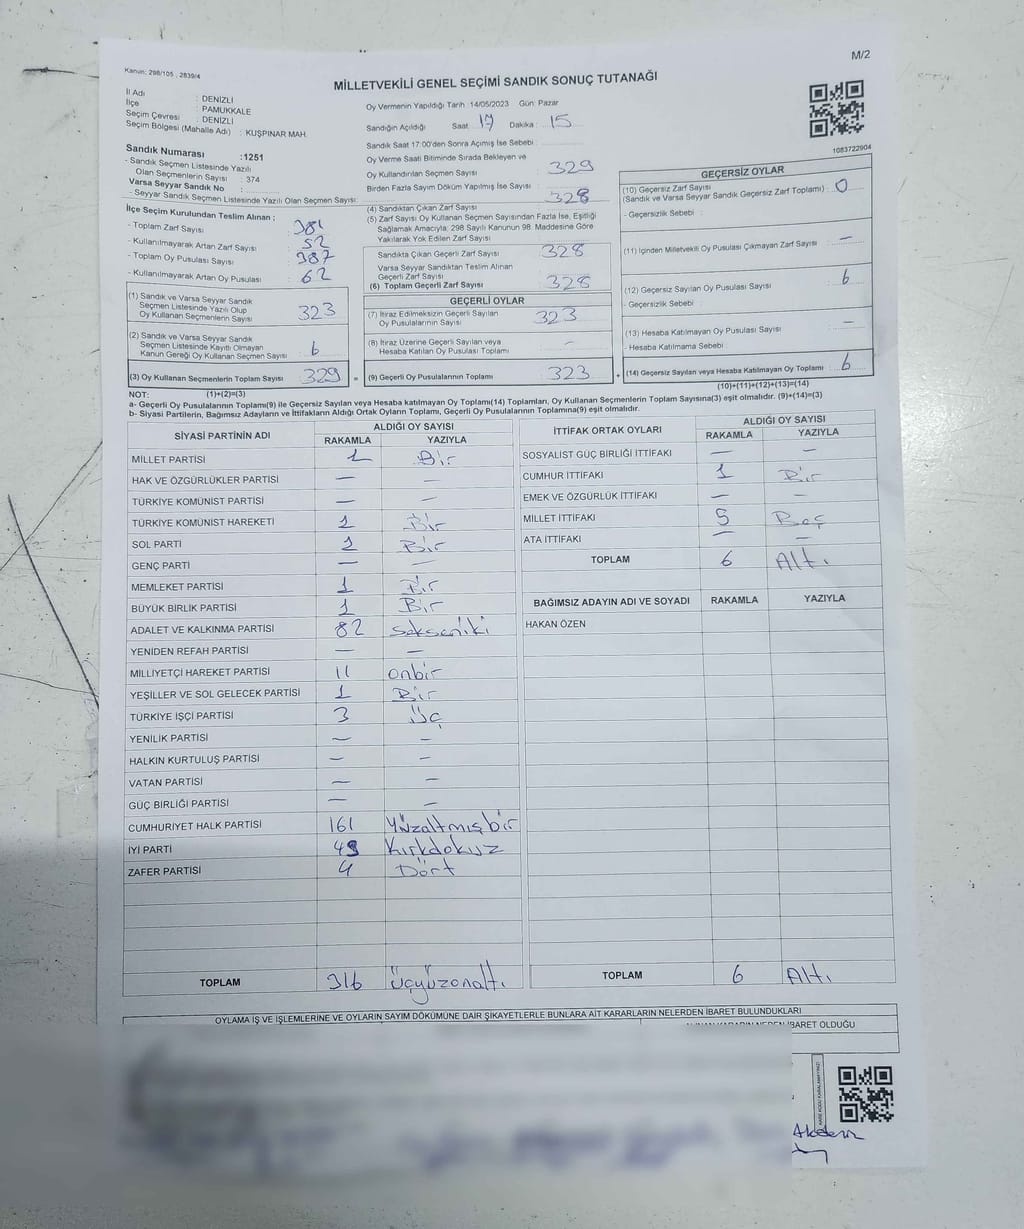 M/2
Kanun: 298/105 , 2839/4
MİLLETVEKİLİ GENEL SEÇİMİ SANDIK SONUÇ TUTANAĞI
İl Adı : DENİZLİ
İlçe : PAMUKKALE
Seçim Çevresi : DENİZLİ
Seçim Bölgesi (Mahalle Adı) : KUŞPINAR MAH.
Sandık Numarası :1251
- Sandık Seçmen Listesinde Yazılı
Olan Seçmenlerin Sayısı : 374
Varsa Seyyar Sandık No :
- Seyyar Sandık Seçmen Listesinde Yazılı Olan Seçmen Sayısı:
İlçe Seçim Kurulundan Teslim Alınan ;
- Toplam Zarf Sayısı : 381
- Kullanılmayarak Artan Zarf Sayısı : 52
- Toplam Oy Pusulası Sayısı : 387
- Kullanılmayarak Artan Oy Pusulası : 62
(1) Sandık ve Varsa Seyyar Sandık
Seçmen Listesinde Yazılı Olup
Oy Kullanan Seçmenlerin Sayısı : 323
(2) Sandık ve Varsa Seyyar Sandık
Seçmen Listesinde Kayıtlı Olmayan
Kanun Gereği Oy Kullanan Seçmen Sayısı : 6
(3) Oy Kullanan Seçmenlerin Toplam Sayısı : 329 =
Oy Vermenin Yapıldığı Tarih 14/05/2023 Gün: Pazar
Sandığın Açıldığı Saat: 17 Dakika : 15
Sandık Saat 17:00'den Sonra Açılmış İse Sebebi :
Oy Verme Saati Bitiminde Sırada Bekleyen ve
Oy Kullandırılan Seçmen Sayısı : 329
Birden Fazla Sayım Döküm Yapılmış İse Sayısı :
(4) Sandıktan Çıkan Zarf Sayısı : 328
(5) Zarf Sayısı Oy Kullanan Seçmen Sayısından Fazla İse, Eşitliği
Sağlamak Amacıyla; 298 Sayılı Kanunun 98. Maddesine Göre
Yakılarak Yok Edilen Zarf Sayısı
Sandıkta Çıkan Geçerli Zarf Sayısı : 328
Varsa Seyyar Sandıktan Teslim Alınan
Geçerli Zarf Sayısı
(6) Toplam Geçerli Zarf Sayısı : 328
GEÇERLİ OYLAR
(7) İtiraz Edilmeksizin Geçerli Sayılan
Oy Pusulalarının Sayısı : 323
(8) İtiraz Üzerine Geçerli Sayılan veya
Hesaba Katılan Oy Pusulası Toplamı : –
(9) Geçerli Oy Pusulalarının Toplamı : 323 +
1083722904
GEÇERSİZ OYLAR
(10) Geçersiz Zarf Sayısı
(Sandık ve Varsa Seyyar Sandık Geçersiz Zarf Toplamı) : 0
- Geçersizlik Sebebi :
(11) İçinden Milletvekili Oy Pusulası Çıkmayan Zarf Sayısı : –
(12) Geçersiz Sayılan Oy Pusulası Sayısı : 6
- Geçersizlik Sebebi
(13) Hesaba Katılmayan Oy Pusulası Sayısı : –
- Hesaba Katılmama Sebebi
(14) Geçersiz Sayılan veya Hesaba Katılmayan Oy Toplamı : 6
NOT: (1)+(2)=(3) (10)+(11)+(12)+(13)=(14)
a- Geçerli Oy Pusulalarının Toplamı(9) ile Geçersiz Sayılan veya Hesaba katılmayan Oy Toplamı(14) Toplamları, Oy Kullanan Seçmenlerin Toplam Sayısına(3) eşit olmalıdır. (9)+(14)=(3)
b- Siyasi Partilerin, Bağımsız Adayların ve İttifakların Aldığı Ortak Oyların Toplamı, Geçerli Oy Pusulalarının Toplamına(9) eşit olmalıdır.
SİYASİ PARTİNİN ADI ALDIĞI OY SAYISI
RAKAMLA YAZIYLA
MİLLET PARTİSİ 1 Bir
HAK VE ÖZGÜRLÜKLER PARTİSİ – –
TÜRKİYE KOMÜNİST PARTİSİ – –
TÜRKİYE KOMÜNİST HAREKETİ 1 Bir
SOL PARTİ 1 Bir
GENÇ PARTİ – –
MEMLEKET PARTİSİ 1 Bir
BÜYÜK BİRLİK PARTİSİ 1 Bir
ADALET VE KALKINMA PARTİSİ 82 Sekseniki
YENİDEN REFAH PARTİSİ – –
MİLLİYETÇİ HAREKET PARTİSİ 11 onbir
YEŞİLLER VE SOL GELECEK PARTİSİ 1 Bir
TÜRKİYE İŞÇİ PARTİSİ 3 Üç
YENİLİK PARTİSİ – –
HALKIN KURTULUŞ PARTİSİ – –
VATAN PARTİSİ – –
GÜÇ BİRLİĞİ PARTİSİ – –
CUMHURİYET HALK PARTİSİ 161 Yüzaltmışbir
İYİ PARTİ 49 Kırkdokuz
ZAFER PARTİSİ 4 Dört
TOPLAM 316 üçyüzonaltı
İTTİFAK ORTAK OYLARI ALDIĞI OY SAYISI
RAKAMLA YAZIYLA
SOSYALİST GÜÇ BİRLİĞİ İTTİFAKI – –
CUMHUR İTTİFAKI 1 Bir
EMEK VE ÖZGÜRLÜK İTTİFAKI – –
MİLLET İTTİFAKI 5 Beş
ATA İTTİFAKI – –
TOPLAM 6 Altı
BAĞIMSIZ ADAYIN ADI VE SOYADI RAKAMLA YAZIYLA
HAKAN ÖZEN
TOPLAM 6 Altı
OYLAMA İŞ VE İŞLEMLERİNE VE OYLARIN SAYIM DÖKÜMÜNE DAİR ŞİKAYETLERLE BUNLARA AİT KARARLARIN NELERDEN İBARET BULUNDUKLARI
İBARET OLDUĞU
Akdeniz